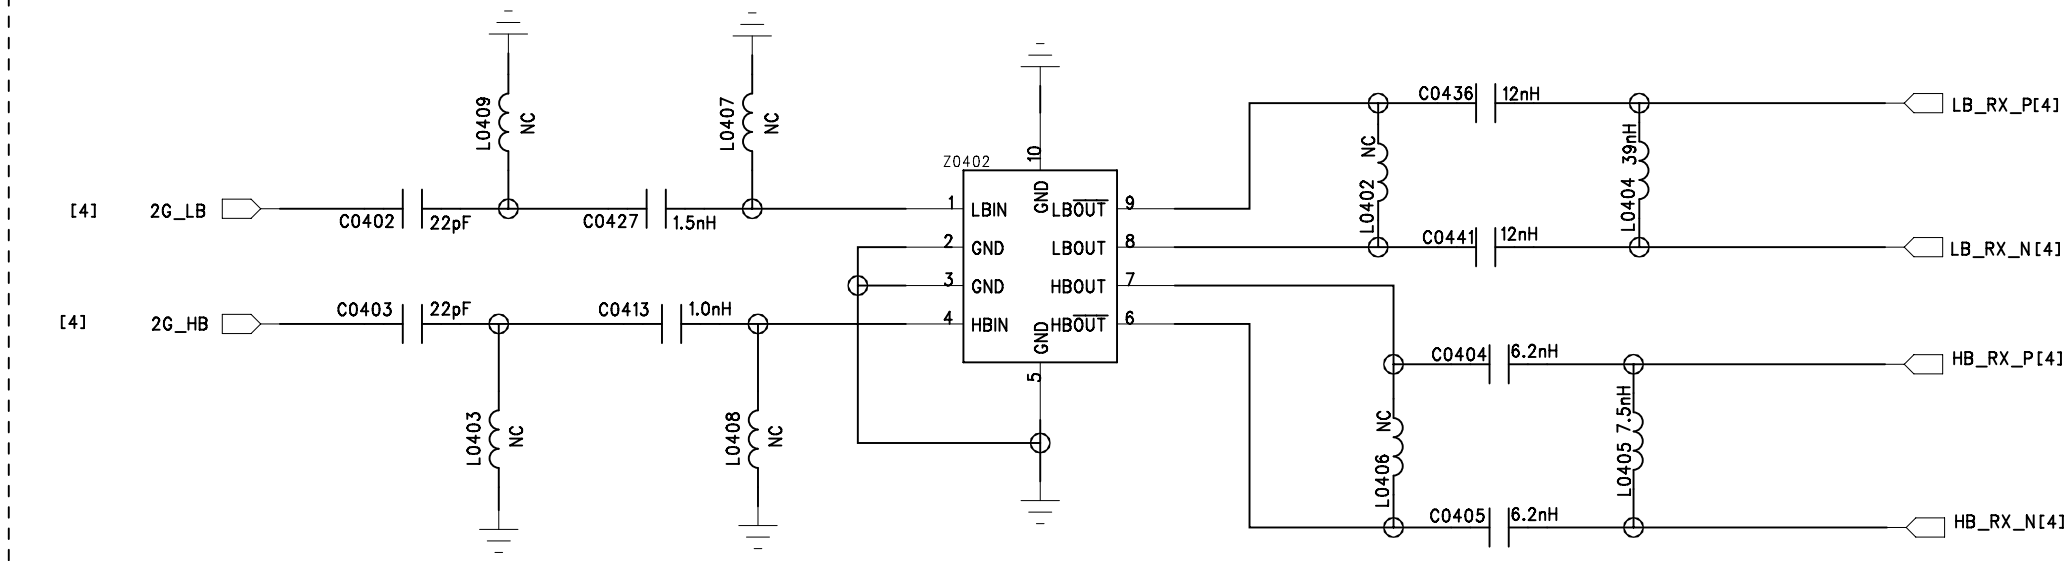 L0409 NC
L0407 NC
Z0402
10
GND
[4] 2G_LB
C0402 22pF
C0427 1.5nH
1 LBIN
2 GND
3 GND
4 HBIN
LBOUT 9
LBOUT 8
HBOUT 7
HBOUT 6
GND
5
[4] 2G_HB
C0403 22pF
C0413 1.0nH
L0403 NC
L0408 NC
C0436 12nH
L0402 NC
L0404 39nH
LB_RX_P[4]
C0441 12nH
LB_RX_N[4]
C0404 6.2nH
HB_RX_P[4]
L0406 NC
L0405 7.5nH
C0405 6.2nH
HB_RX_N[4]